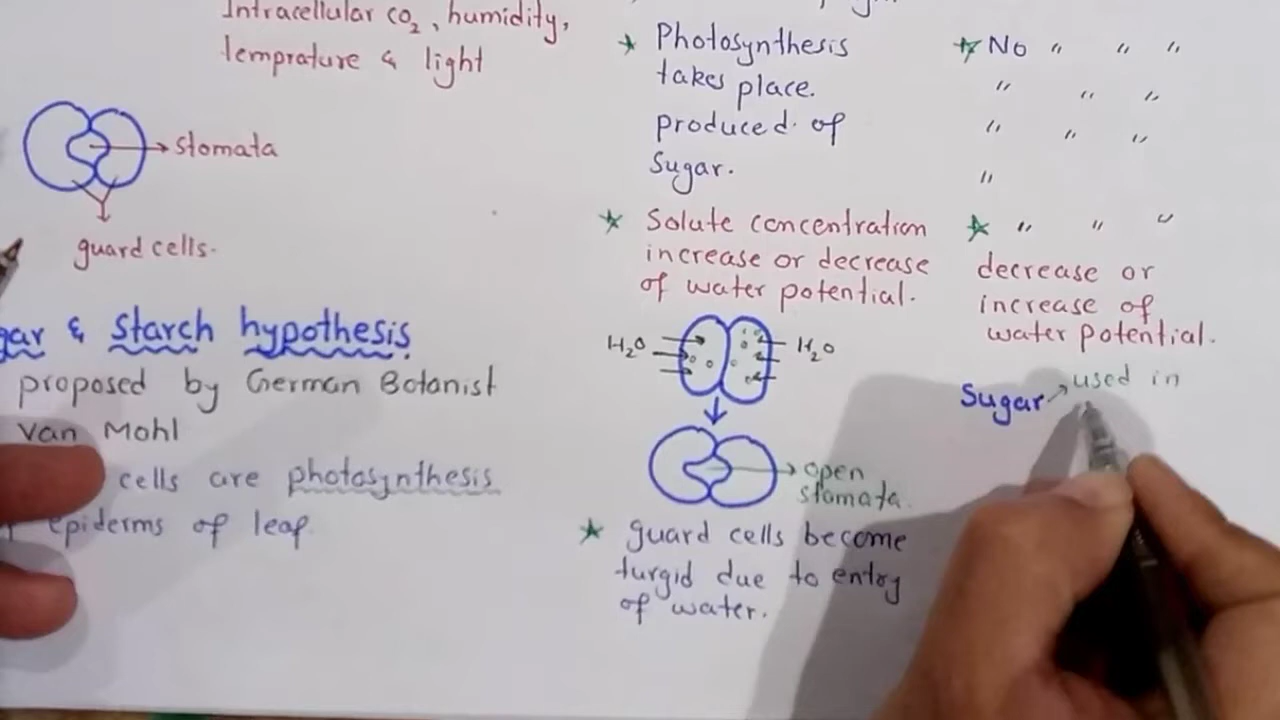 Intracellular CO2, humidity,
temprature & light
stomata
guard cells.
gar & Starch hypothesis
proposed by German Botanist
Van Mohl
cells are photosynthesis
epiderms of leaf.
* Photosynthesis
takes place.
produced. of
Sugar.
* Solute concentration
increase or decrease
of water potential.
H2O
H2O
open
stomata.
* guard cells become
turgid due to entry
of water.
* No " " "
" " "
" " "
"
* " " "
decrease or
increase of
water potential.
Sugar → used in